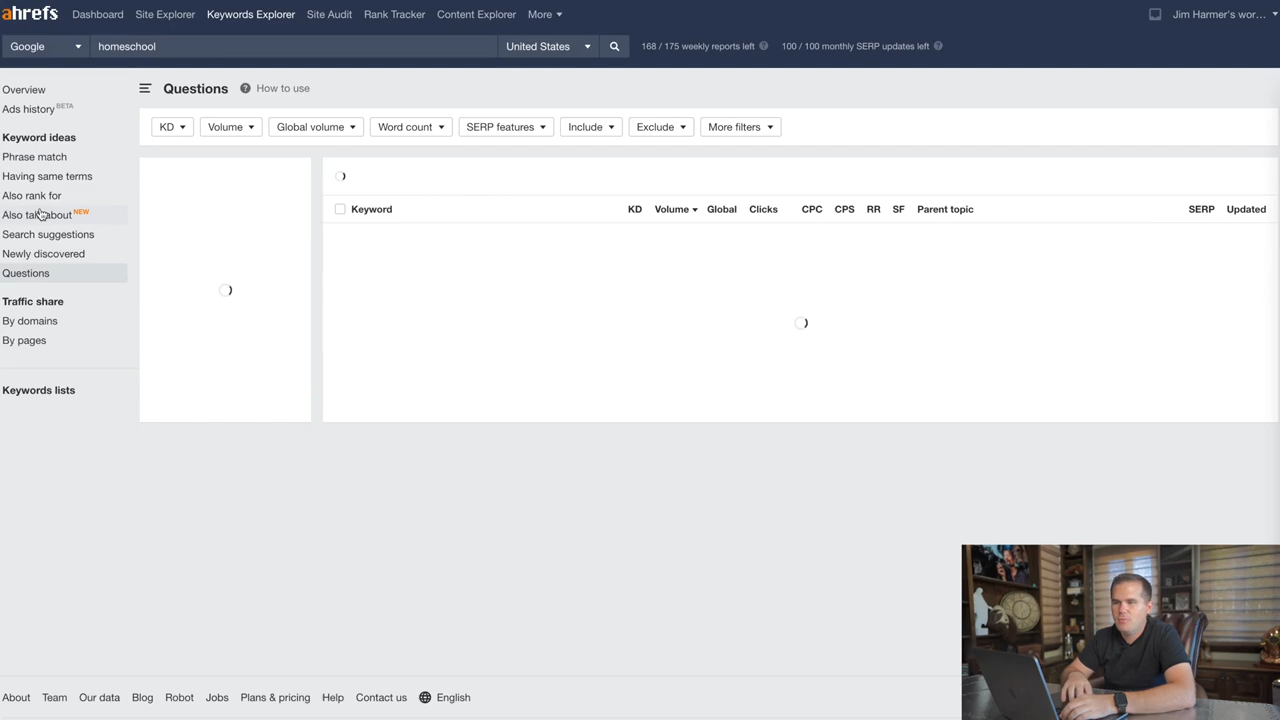 ahrefs Dashboard Site Explorer Keywords Explorer Site Audit Rank Tracker Content Explorer More Jim Harmer's wor...
Google homeschool United States 168 / 175 weekly reports left 100 / 100 monthly SERP updates left
Overview
Ads history BETA
Keyword ideas
Phrase match
Having same terms
Also rank for
Also talk about NEW
Search suggestions
Newly discovered
Questions
Traffic share
By domains
By pages
Keywords lists
Questions How to use
KD Volume Global volume Word count SERP features Include Exclude More filters
Keyword KD Volume Global Clicks CPC CPS RR SF Parent topic SERP Updated
About Team Our data Blog Robot Jobs Plans & pricing Help Contact us English